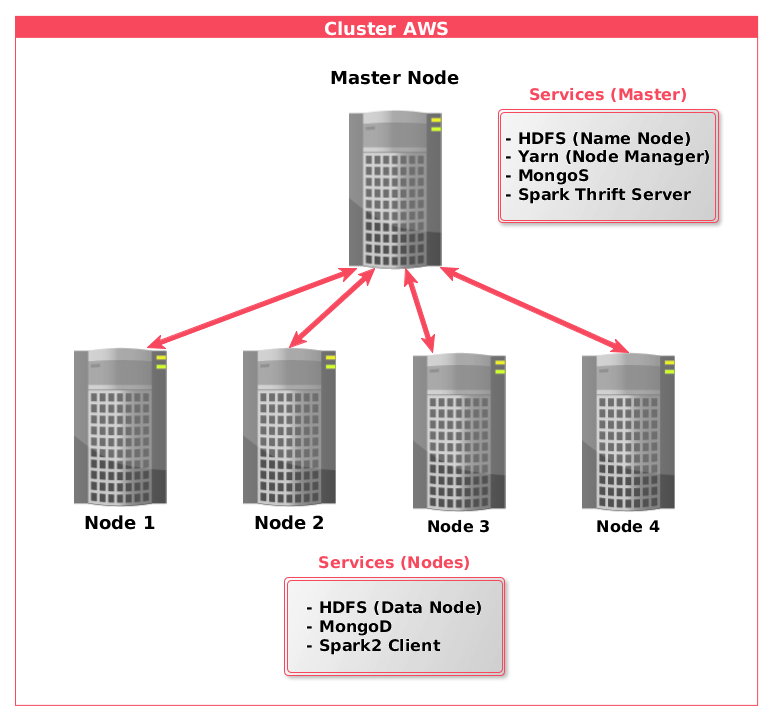 Cluster AWS
Master Node
Services (Master)
- HDFS (Name Node)
- Yarn (Node Manager)
- MongoS
- Spark Thrift Server
Node 1
Node 2
Node 3
Node 4
Services (Nodes)
- HDFS (Data Node)
- MongoD
- Spark2 Client